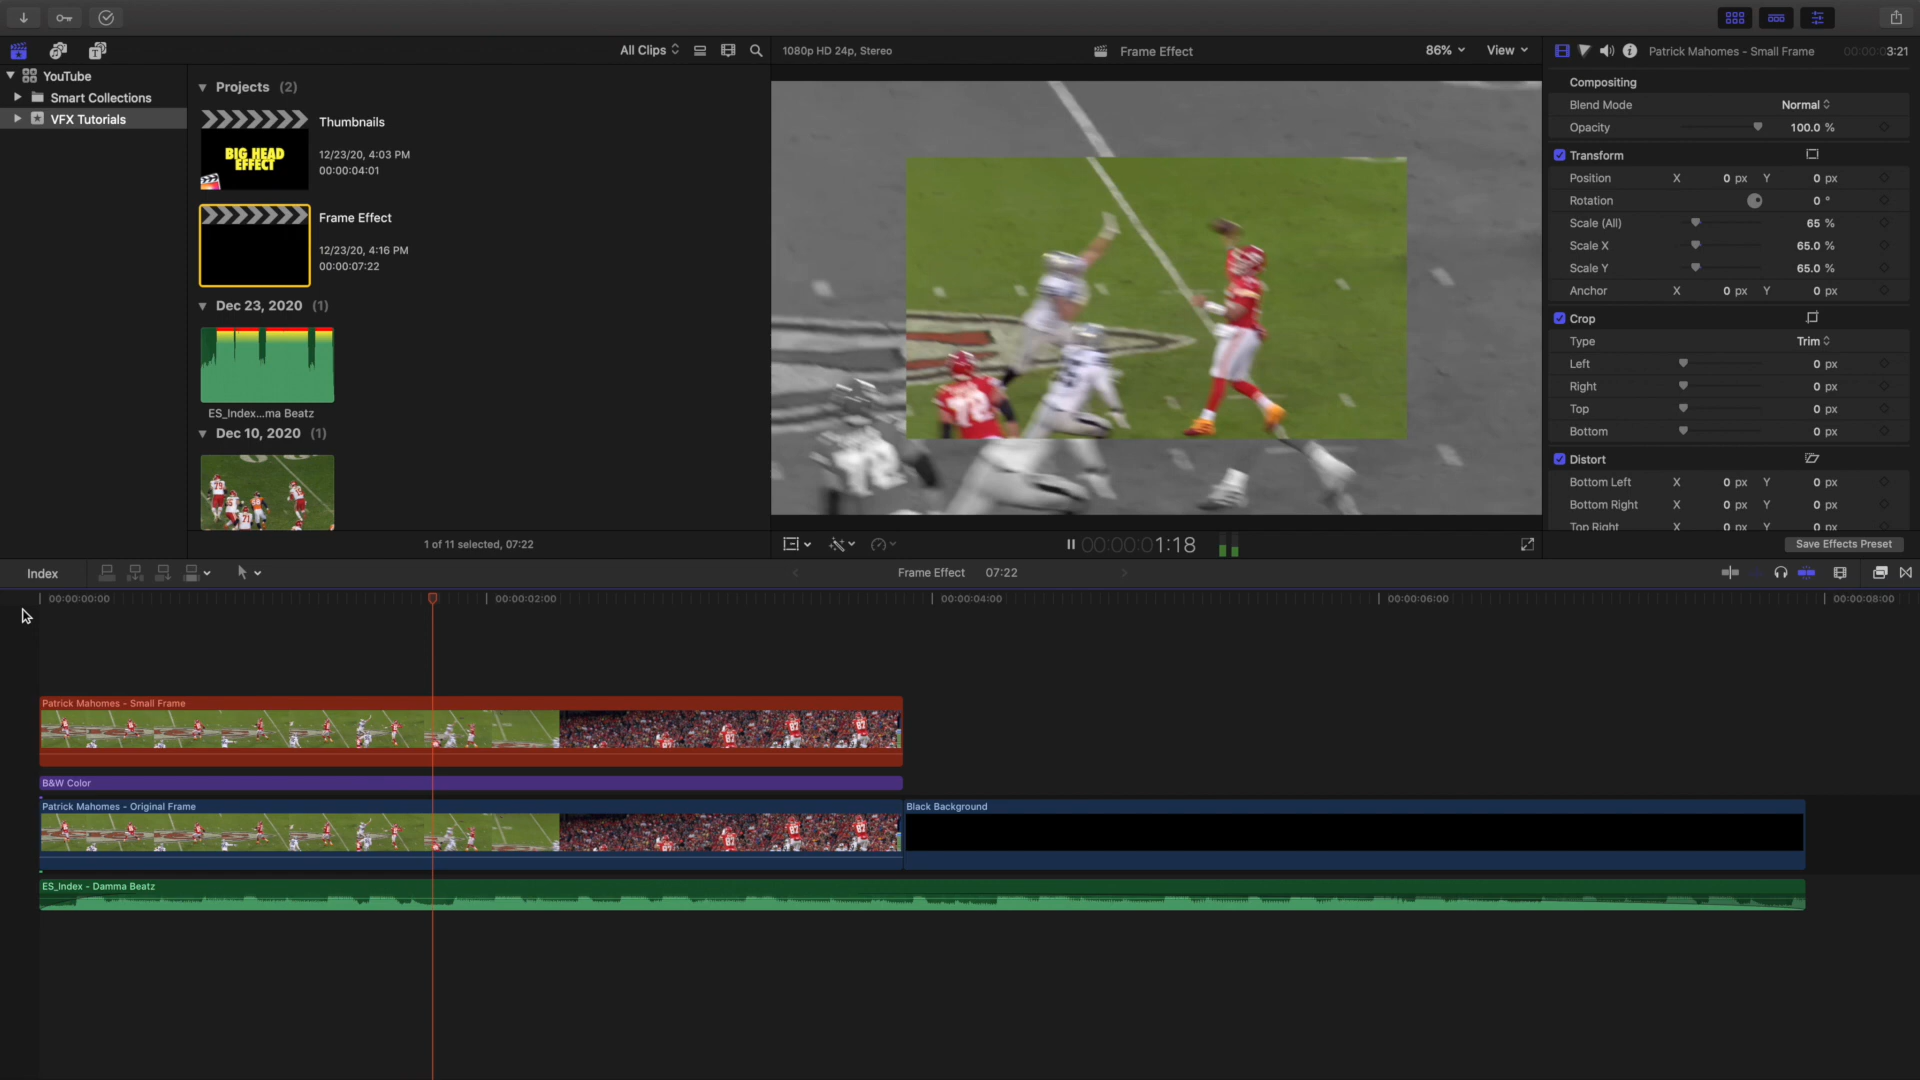 All Clips
1080p HD 24p, Stereo
Frame Effect
86%
View
Patrick Mahomes - Small Frame
00:00:03:21
YouTube
Smart Collections
VFX Tutorials
Projects (2)
Thumbnails
12/23/20, 4:03 PM
00:00:04:01
BIG HEAD
EFFECT
Frame Effect
12/23/20, 4:16 PM
00:00:07:22
Dec 23, 2020 (1)
ES_Index...ma Beatz
Dec 10, 2020 (1)
1 of 11 selected, 07:22
00:00:00:01:18
Compositing
Blend Mode Normal
Opacity 100.0 %
Transform
Position X 0 px Y 0 px
Rotation 0 °
Scale (All) 65 %
Scale X 65.0 %
Scale Y 65.0 %
Anchor X 0 px Y 0 px
Crop
Type Trim
Left 0 px
Right 0 px
Top 0 px
Bottom 0 px
Distort
Bottom Left X 0 px Y 0 px
Bottom Right X 0 px Y 0 px
Top Right X 0 px Y 0 px
Save Effects Preset
Index
Frame Effect 07:22
00:00:00:00
00:00:02:00
00:00:04:00
00:00:06:00
00:00:08:00
Patrick Mahomes - Small Frame
B&W Color
Patrick Mahomes - Original Frame
Black Background
ES_Index - Damma Beatz